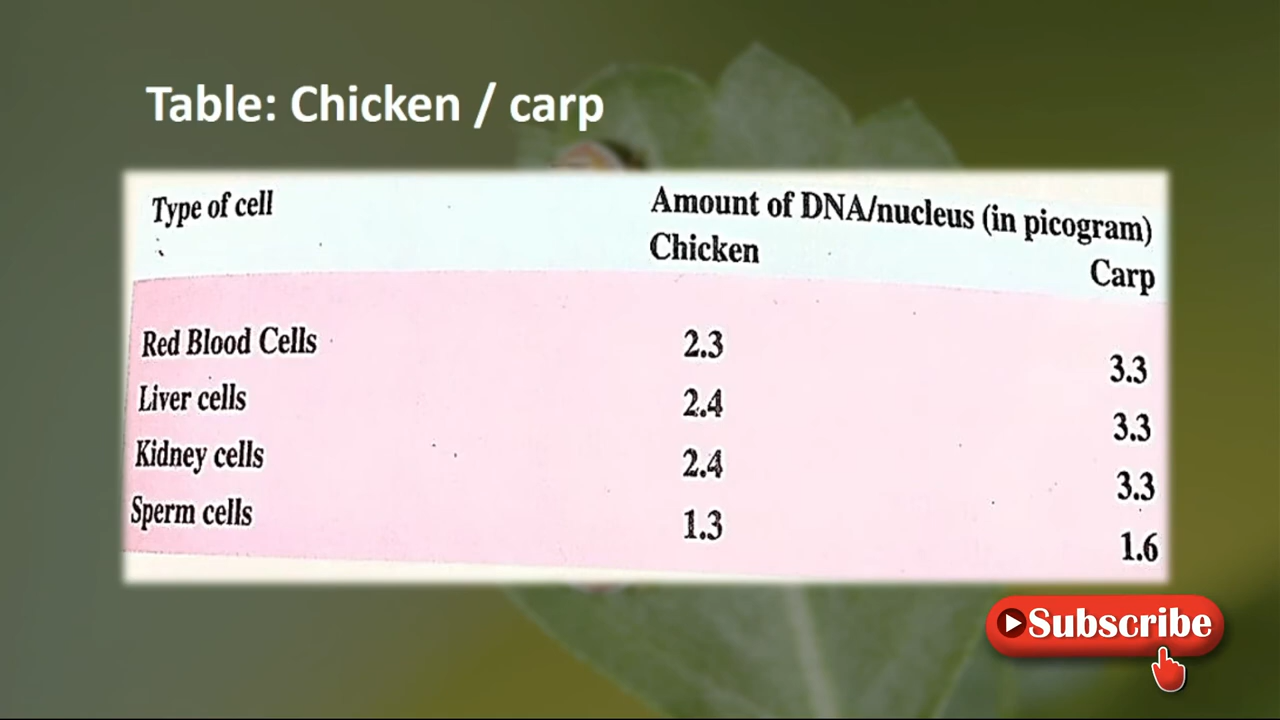 Table: Chicken / carp
Type of cell Amount of DNA/nucleus (in picogram)
Chicken Carp
Red Blood Cells 2.3 3.3
Liver cells 2.4 3.3
Kidney cells 2.4 3.3
Sperm cells 1.3 1.6
Subscribe